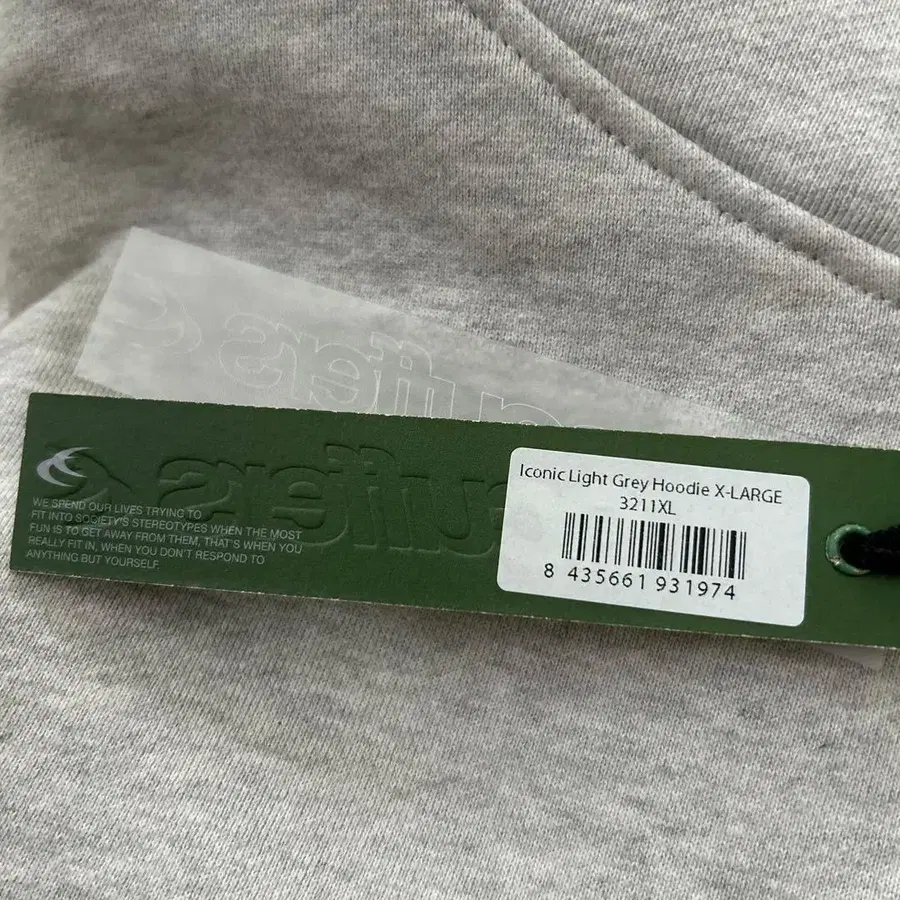 WE SPEND OUR LIVES TRYING TO
FIT INTO SOCIETY'S STEREOTYPES WHEN THE MOST
FUN IS TO GET AWAY FROM THEM, THAT'S WHEN YOU
REALLY FIT IN, WHEN YOU DON'T RESPOND TO
ANYTHING BUT YOURSELF.
Iconic Light Grey Hoodie X-LARGE
3211XL
8 435661 931974